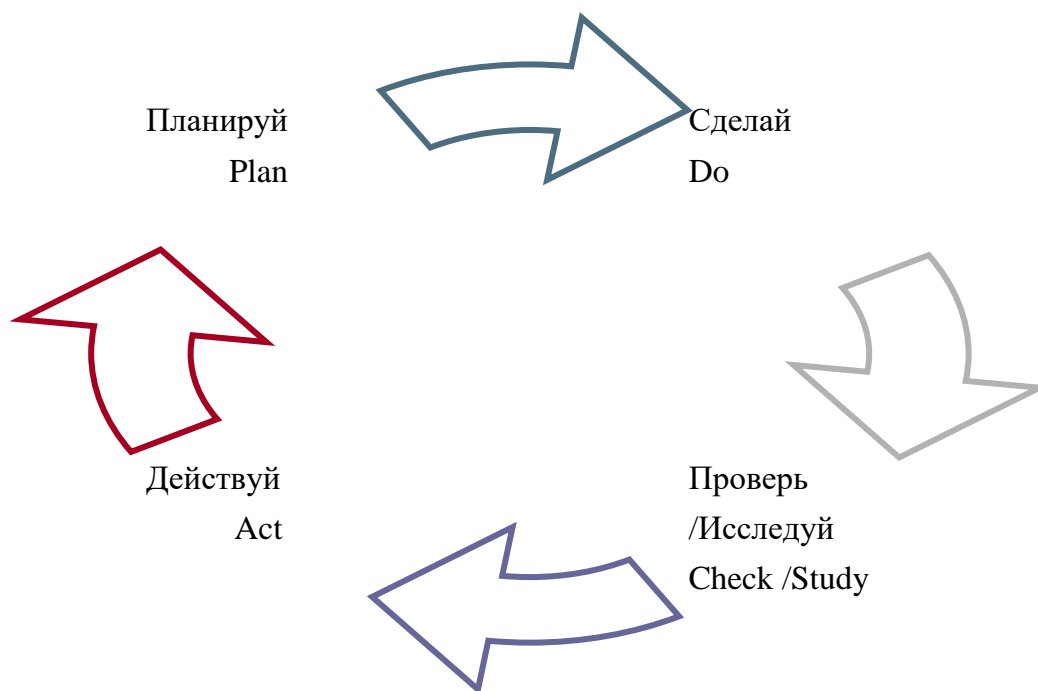 Планируй
Plan
Сделай
Do
Проверь
/Исследуй
Check /Study
Действуй
Act